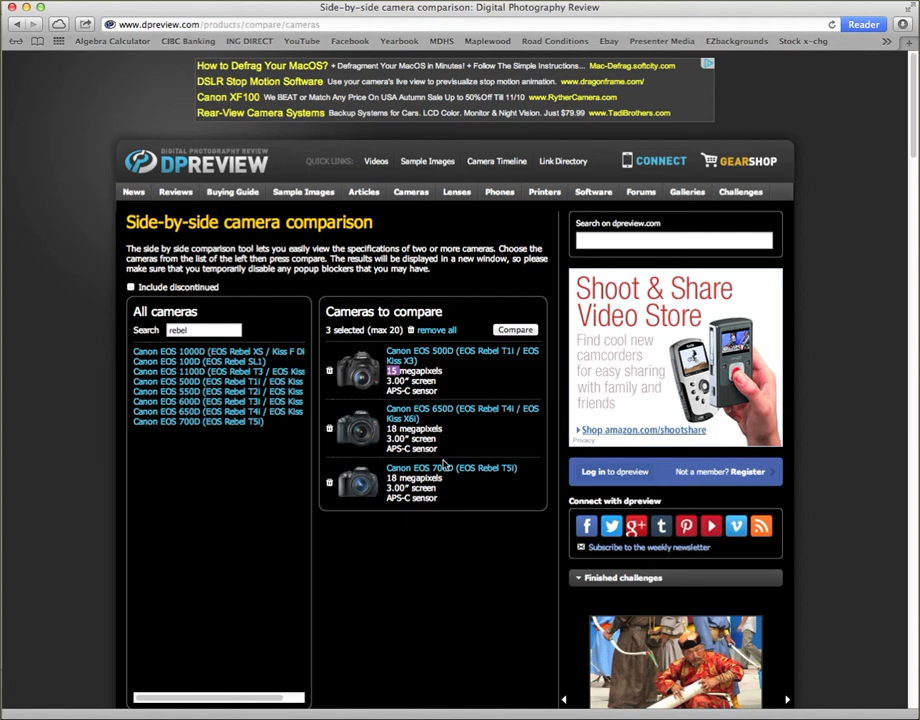 Side-by-side camera comparison: Digital Photography Review
www.dpreview.com/products/compare/cameras
Reader
Algebra Calculator CIBC Banking ING DIRECT YouTube Facebook Yearbook MDHS Maplewood Road Conditions Ebay Presenter Media EZbackgrounds Stock x-chg
How to Defrag Your MacOS? + Defragment Your MacOS in Minutes! + Follow The Simple Instructions... Mac-Defrag.softcity.com
DSLR Stop Motion Software Use your camera's live view to previsualize stop motion animation. www.dragonframe.com/
Canon XF100 We BEAT or Match Any Price On USA Autumn Sale Up to 50%Off Till 11/10 www.RytherCamera.com
Rear-View Camera Systems Backup Systems for Cars. LCD Color. Monitor & Night Vision. Just $79.99 www.TadiBrothers.com
DIGITAL PHOTOGRAPHY REVIEW
DPREVIEW
QUICK LINKS: Videos Sample Images Camera Timeline Link Directory
CONNECT GEARSHOP
News Reviews Buying Guide Sample Images Articles Cameras Lenses Phones Printers Software Forums Galleries Challenges
Side-by-side camera comparison
The side by side comparison tool lets you easily view the specifications of two or more cameras. Choose the
cameras from the list of the left then press compare. The results will be displayed in a new window, so please
make sure that you temporarily disable any popup blockers that you may have.
Include discontinued
All cameras
Search rebel
Canon EOS 1000D (EOS Rebel XS / Kiss F Di
Canon EOS 100D (EOS Rebel SL1)
Canon EOS 1100D (EOS Rebel T3 / EOS Kiss
Canon EOS 500D (EOS Rebel T1i / EOS Kiss
Canon EOS 550D (EOS Rebel T2i / EOS Kiss
Canon EOS 600D (EOS Rebel T3i / EOS Kiss
Canon EOS 650D (EOS Rebel T4i / EOS Kiss
Canon EOS 700D (EOS Rebel T5i)
Cameras to compare
3 selected (max 20) remove all Compare
Canon EOS 500D (EOS Rebel T1i / EOS
Kiss X3)
15 megapixels
3.00" screen
APS-C sensor
Canon EOS 650D (EOS Rebel T4i / EOS
Kiss X6i)
18 megapixels
3.00" screen
APS-C sensor
Canon EOS 700D (EOS Rebel T5i)
18 megapixels
3.00" screen
APS-C sensor
Search on dpreview.com
Shoot & Share
Video Store
Find cool new
camcorders
for easy sharing
with family and
friends
Shop amazon.com/shootshare
Privacy
Log in to dpreview Not a member? Register
Connect with dpreview
Subscribe to the weekly newsletter
Finished challenges